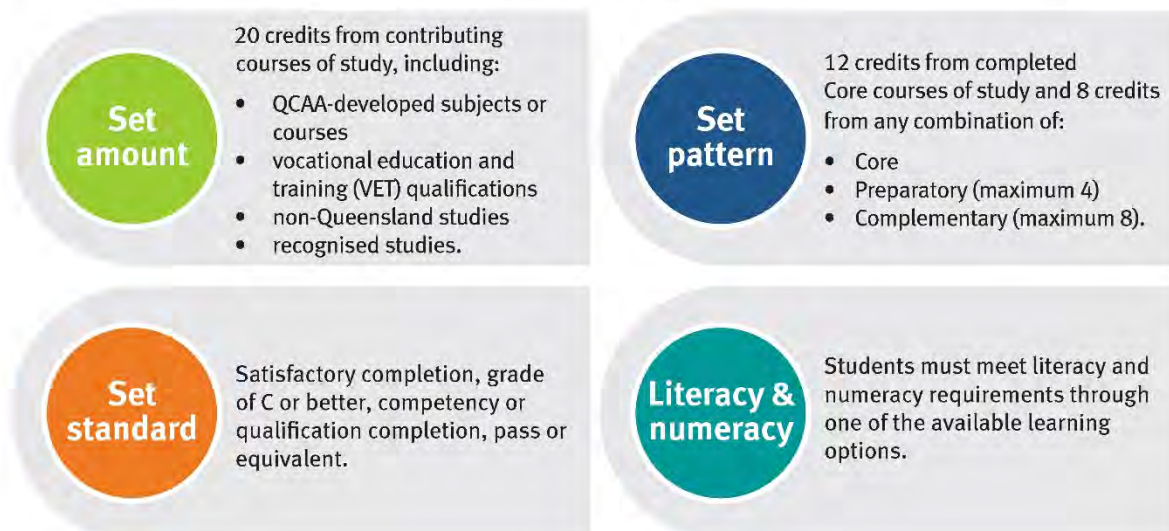 Set
amount
20 credits from contributing
courses of study, including:
• QCAA-developed subjects or
courses
• vocational education and
training (VET) qualifications
• non-Queensland studies
• recognised studies.
Set
pattern
12 credits from completed
Core courses of study and 8 credits
from any combination of:
• Core
• Preparatory (maximum 4)
• Complementary (maximum 8).
Set
standard
Satisfactory completion, grade
of C or better, competency or
qualification completion, pass or
equivalent.
Literacy &
numeracy
Students must meet literacy and
numeracy requirements through
one of the available learning
options.